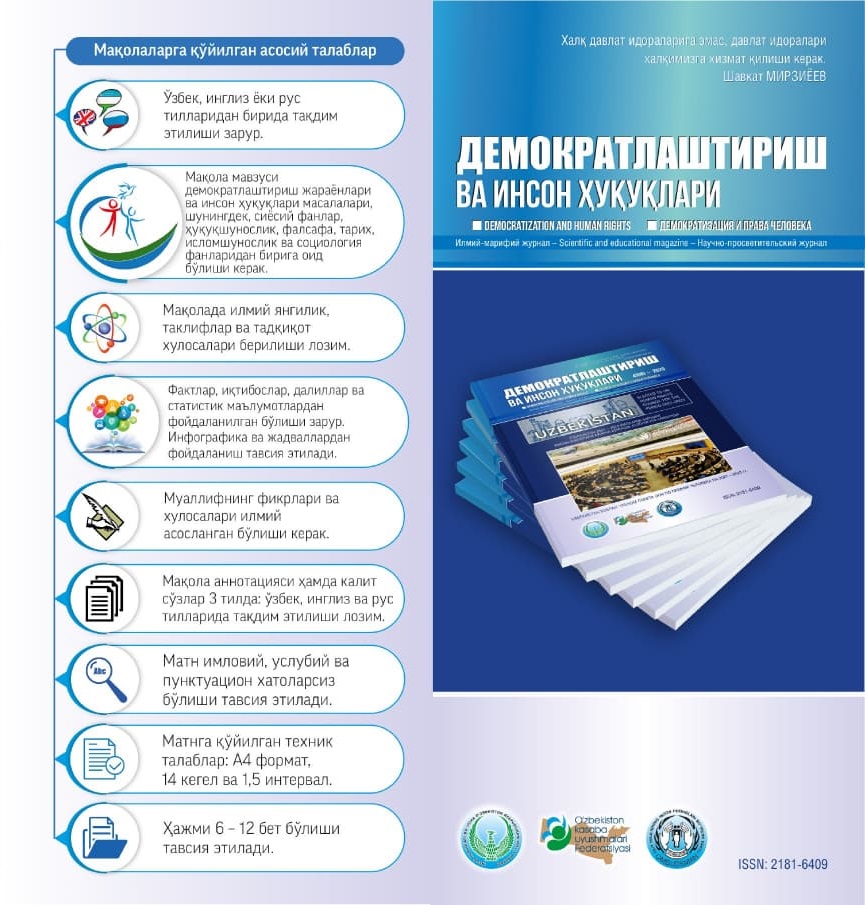 Мақолаларга қўйилган асосий талаблар
Ўзбек, инглиз ёки рус
тилларидан бирида тақдим
этилиши зарур.
Мақола мавзуси
демократлаштириш жараёнлари
ва инсон ҳуқуқлари масалалари,
шунингдек, сиёсий фанлар,
ҳуқуқшунослик, фалсафа, тарих,
исломшунослик ва социология
фанларидан бирига оид
бўлиши керак.
Мақолада илмий янгилик,
таклифлар ва тадқиқот
хулосалари берилиши лозим.
Фактлар, иқтибослар, далиллар ва
статистик маълумотлардан
фойдаланилган бўлиши зарур.
Инфографика ва жадваллардан
фойдаланиш тавсия этилади.
Муаллифнинг фикрлари ва
хулосалари илмий
асосланган бўлиши керак.
Мақола аннотацияси ҳамда калит
сўзлар 3 тилда: ўзбек, инглиз ва рус
тилларида тақдим этилиши лозим.
Abc
Матн имловий, услубий ва
пунктуацион хатоларсиз
бўлиши тавсия этилади.
Матнга қўйилган техник
талаблар: А4 формат,
14 кегел ва 1,5 интервал.
Ҳажми 6 – 12 бет бўлиши
тавсия этилади.
Халқ давлат идораларига эмас, давлат идоралари
халқимизга хизмат қилиши керак.
Шавкат МИРЗИЁЕВ
ДЕМОКРАТЛАШТИРИШ
ВА ИНСОН ҲУҚУҚЛАРИ
■ DEMOCRATIZATION AND HUMAN RIGHTS ■ ДЕМОКРАТИЗАЦИЯ И ПРАВА ЧЕЛОВЕКА
Илмий-марифий журнал – Scientific and educational magazine – Научно-просветительский журнал
ДЕМОКРАТЛАШТИРИШ
ВА ИНСОН ҲУҚУҚЛАРИ
UZBEKISTAN
ISSN: 2181-6409
O'zbekiston
kasaba
uyushmalari
Federatsiyasi
ISSN: 2181-6409